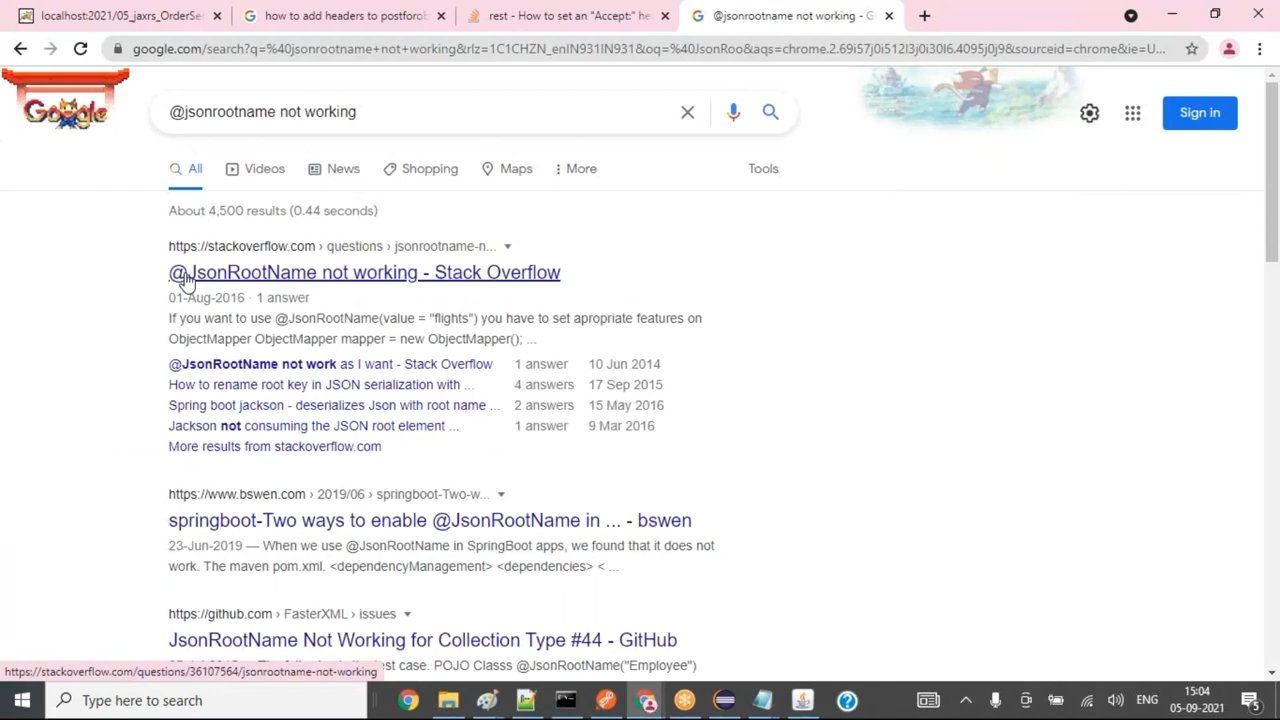 localhost:2021/05_jaxrs_OrderSe
how to add headers to postforob
rest - How to set an "Accept:" he
@jsonrootname not working - G
google.com/search?q=%40jsonrootname+not+working&rlz=1C1CHZN_enIN931IN931&oq=%40JsonRoo&aqs=chrome.2.69i57j0i512l3j0i30l6.4095j0j9&sourceid=chrome&ie=U...
Google
@jsonrootname not working
Sign in
All
Videos
News
Shopping
Maps
More
Tools
About 4,500 results (0.44 seconds)
https://stackoverflow.com › questions › jsonrootname-n...
@JsonRootName not working - Stack Overflow
01-Aug-2016 · 1 answer
If you want to use @JsonRootName(value = "flights") you have to set apropriate features on
ObjectMapper ObjectMapper mapper = new ObjectMapper(); ...
@JsonRootName not work as I want - Stack Overflow 1 answer 10 Jun 2014
How to rename root key in JSON serialization with ... 4 answers 17 Sep 2015
Spring boot jackson - deserializes Json with root name ... 2 answers 15 May 2016
Jackson not consuming the JSON root element ... 1 answer 9 Mar 2016
More results from stackoverflow.com
https://www.bswen.com › 2019/06 › springboot-Two-w...
springboot-Two ways to enable @JsonRootName in ... - bswen
23-Jun-2019 — When we use @JsonRootName in SpringBoot apps, we found that it does not
work. The maven pom.xml. <dependencyManagement> <dependencies> < ...
https://github.com › FasterXML › issues
JsonRootName Not Working for Collection Type #44 - GitHub
test case. POJO Classs @JsonRootName("Employee")
https://stackoverflow.com/questions/36107564/jsonrootname-not-working
Type here to search
ENG
15:04
05-09-2021
5